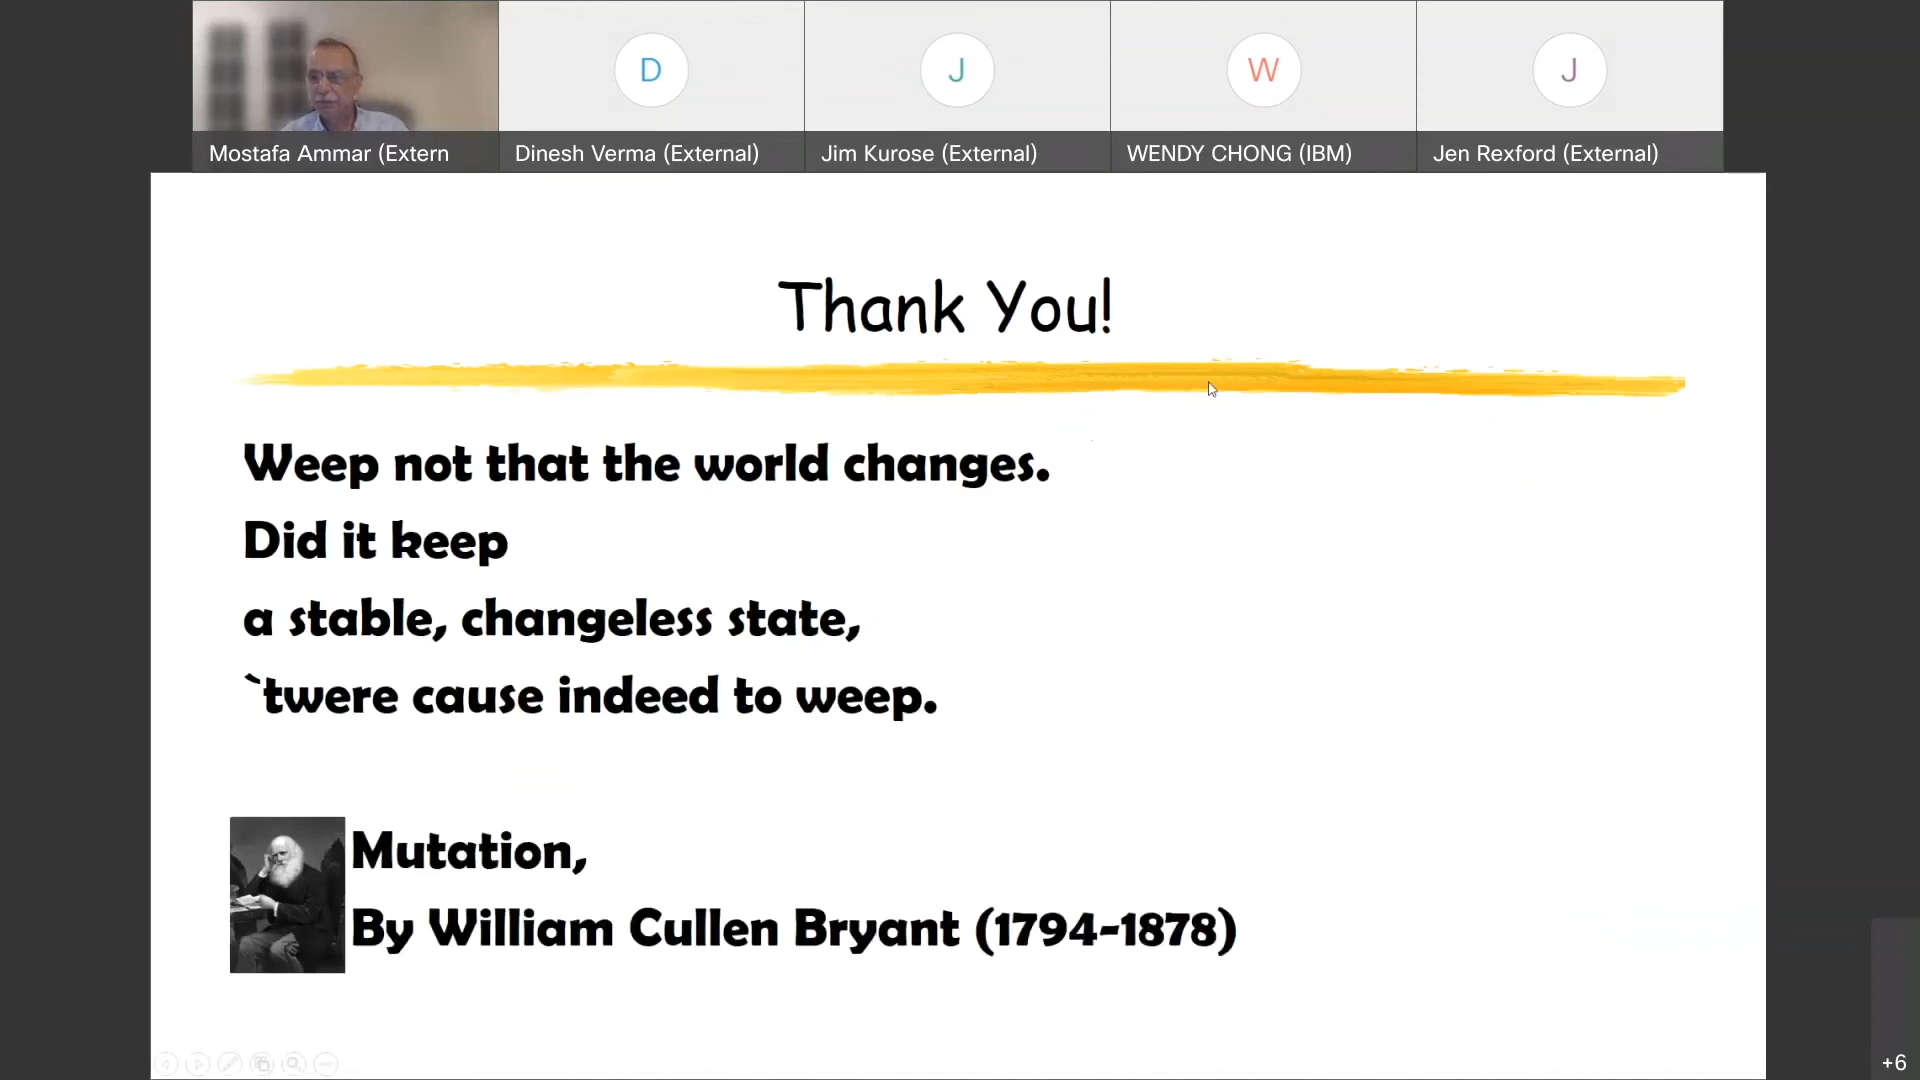 D
J
W
J
Mostafa Ammar (Extern
Dinesh Verma (External)
Jim Kurose (External)
WENDY CHONG (IBM)
Jen Rexford (External)
Thank You!
Weep not that the world changes.
Did it keep
a stable, changeless state,
`twere cause indeed to weep.
Mutation,
By William Cullen Bryant (1794-1878)
+6